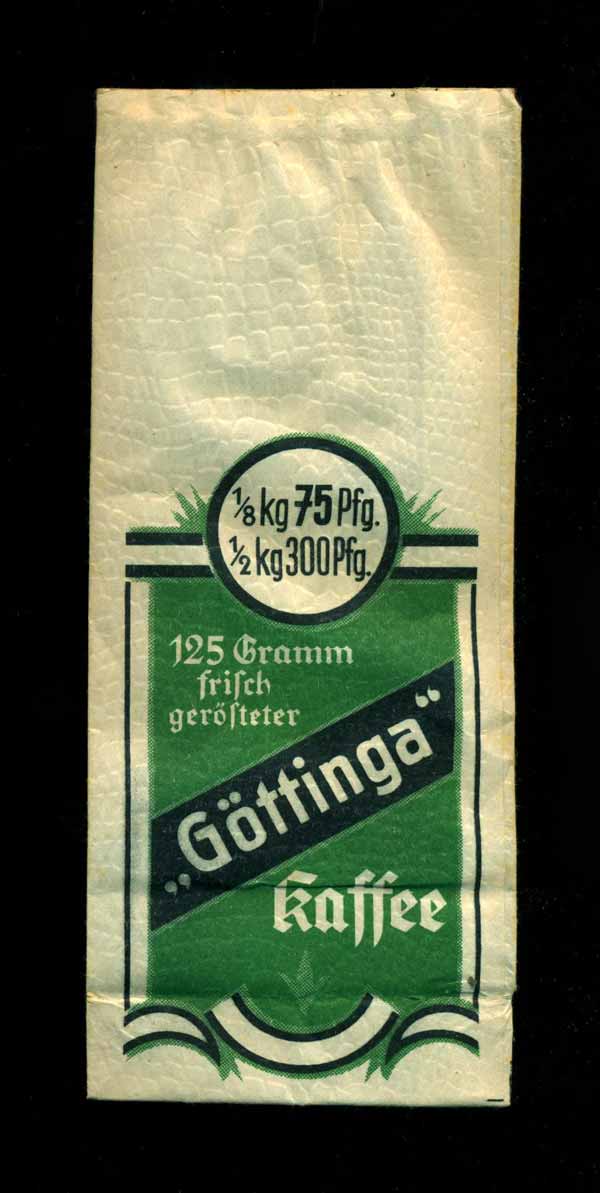 ⅛ kg 75 Pfg.
½ kg 300 Pfg.
125 Gramm
friſch
geröſteter
„Göttinga“
Kaffee